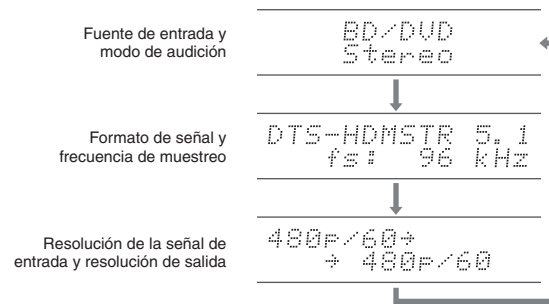 Fuente de entrada y
modo de audición
BD/DVD
Stereo
Formato de señal y
frecuencia de muestreo
DTS-HDMSTR 5.1
fs: 96 kHz
Resolución de la señal de
entrada y resolución de salida
480p/60→
→ 480p/60